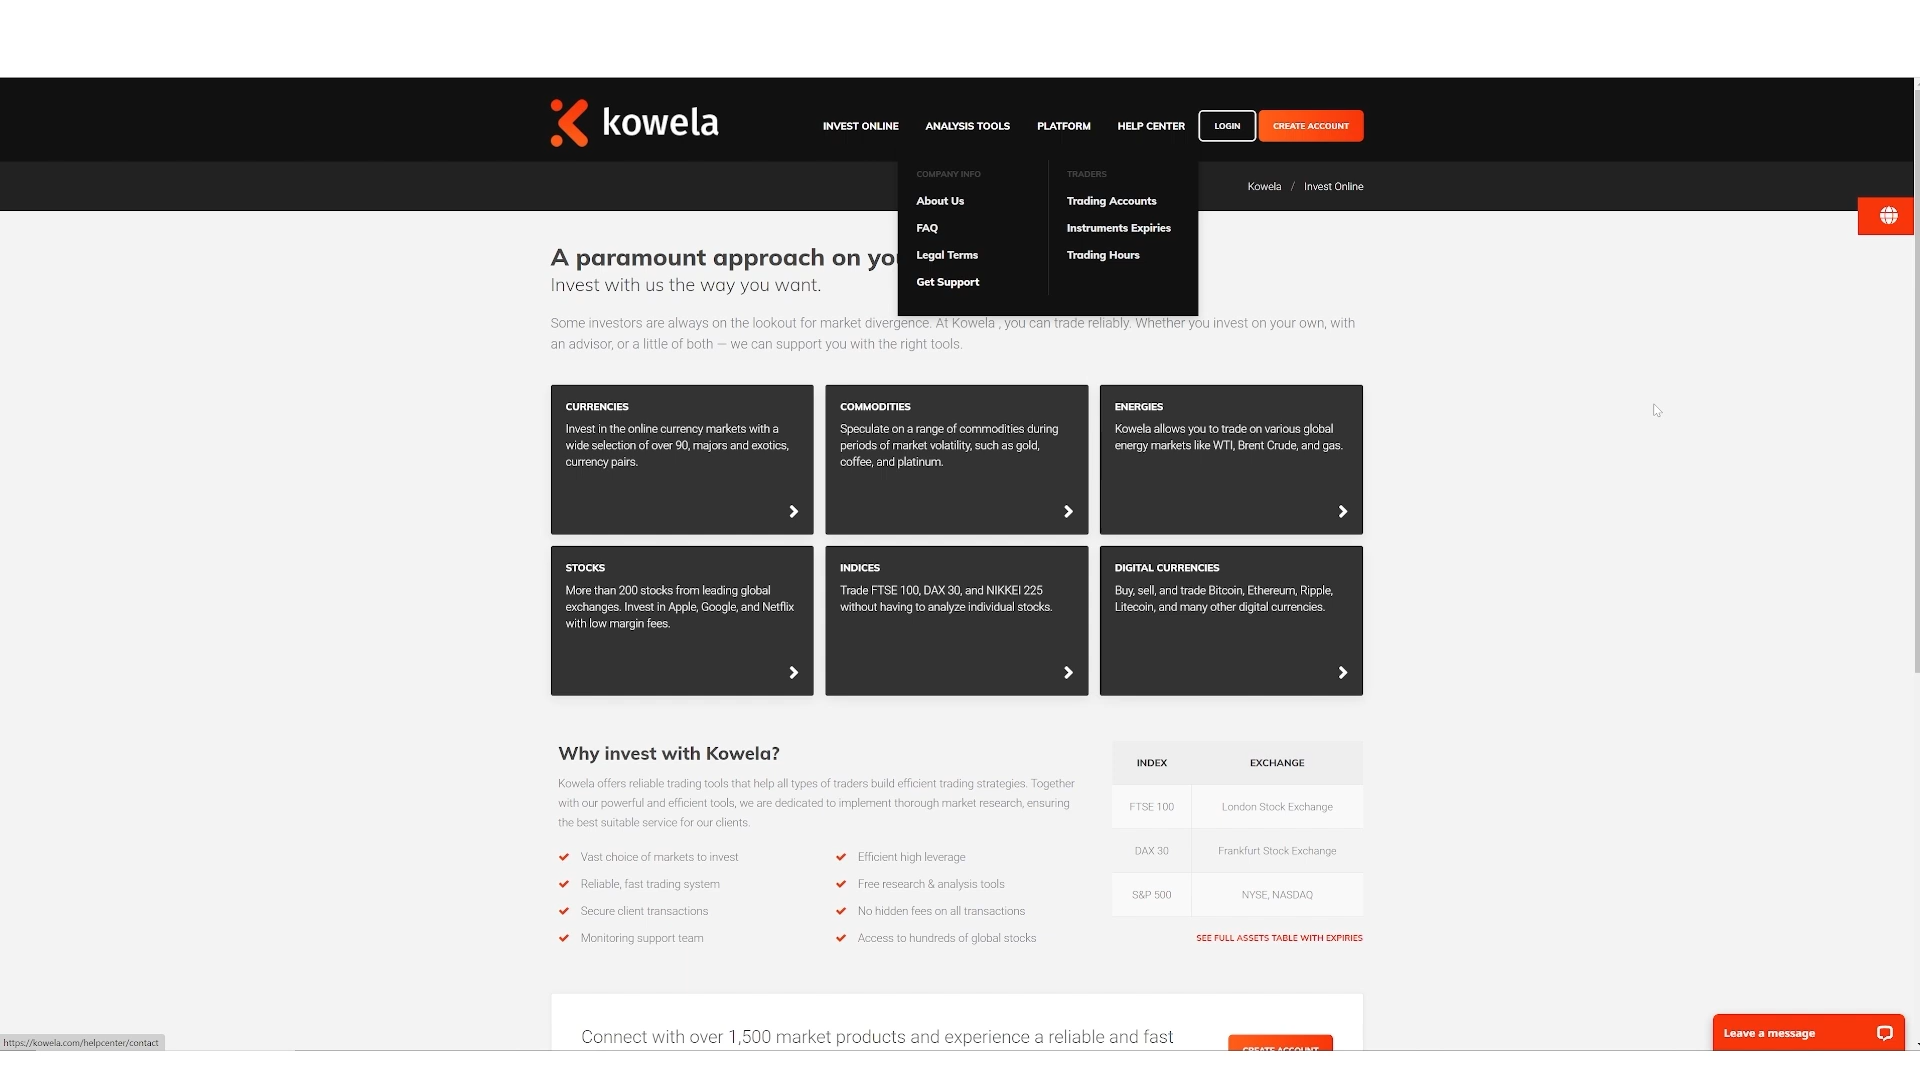 kowela
INVEST ONLINE
ANALYSIS TOOLS
PLATFORM
HELP CENTER
LOGIN
CREATE ACCOUNT
COMPANY INFO
About Us
FAQ
Legal Terms
Get Support
TRADERS
Trading Accounts
Instruments Expiries
Trading Hours
Kowela / Invest Online
A paramount approach on
Invest with us the way you want.
Some investors are always on the lookout for market divergence. At Kowela , you can trade reliably. Whether you invest on your own, with
an advisor, or a little of both — we can support you with the right tools.
CURRENCIES
Invest in the online currency markets with a
wide selection of over 90, majors and exotics,
currency pairs.
COMMODITIES
Speculate on a range of commodities during
periods of market volatility, such as gold,
coffee, and platinum.
ENERGIES
Kowela allows you to trade on various global
energy markets like WTI, Brent Crude, and gas.
STOCKS
More than 200 stocks from leading global
exchanges. Invest in Apple, Google, and Netflix
with low margin fees.
INDICES
Trade FTSE 100, DAX 30, and NIKKEI 225
without having to analyze individual stocks.
DIGITAL CURRENCIES
Buy, sell, and trade Bitcoin, Ethereum, Ripple,
Litecoin, and many other digital currencies.
Why invest with Kowela?
Kowela offers reliable trading tools that help all types of traders build efficient trading strategies. Together
with our powerful and efficient tools, we are dedicated to implement thorough market research, ensuring
the best suitable service for our clients.
Vast choice of markets to invest
Reliable, fast trading system
Secure client transactions
Monitoring support team
Efficient high leverage
Free research & analysis tools
No hidden fees on all transactions
Access to hundreds of global stocks
INDEX EXCHANGE
FTSE 100 London Stock Exchange
DAX 30 Frankfurt Stock Exchange
S&P 500 NYSE, NASDAQ
SEE FULL ASSETS TABLE WITH EXPIRIES
Connect with over 1,500 market products and experience a reliable and fast
CREATE ACCOUNT
Leave a message
https://kowela.com/helpcenter/contact